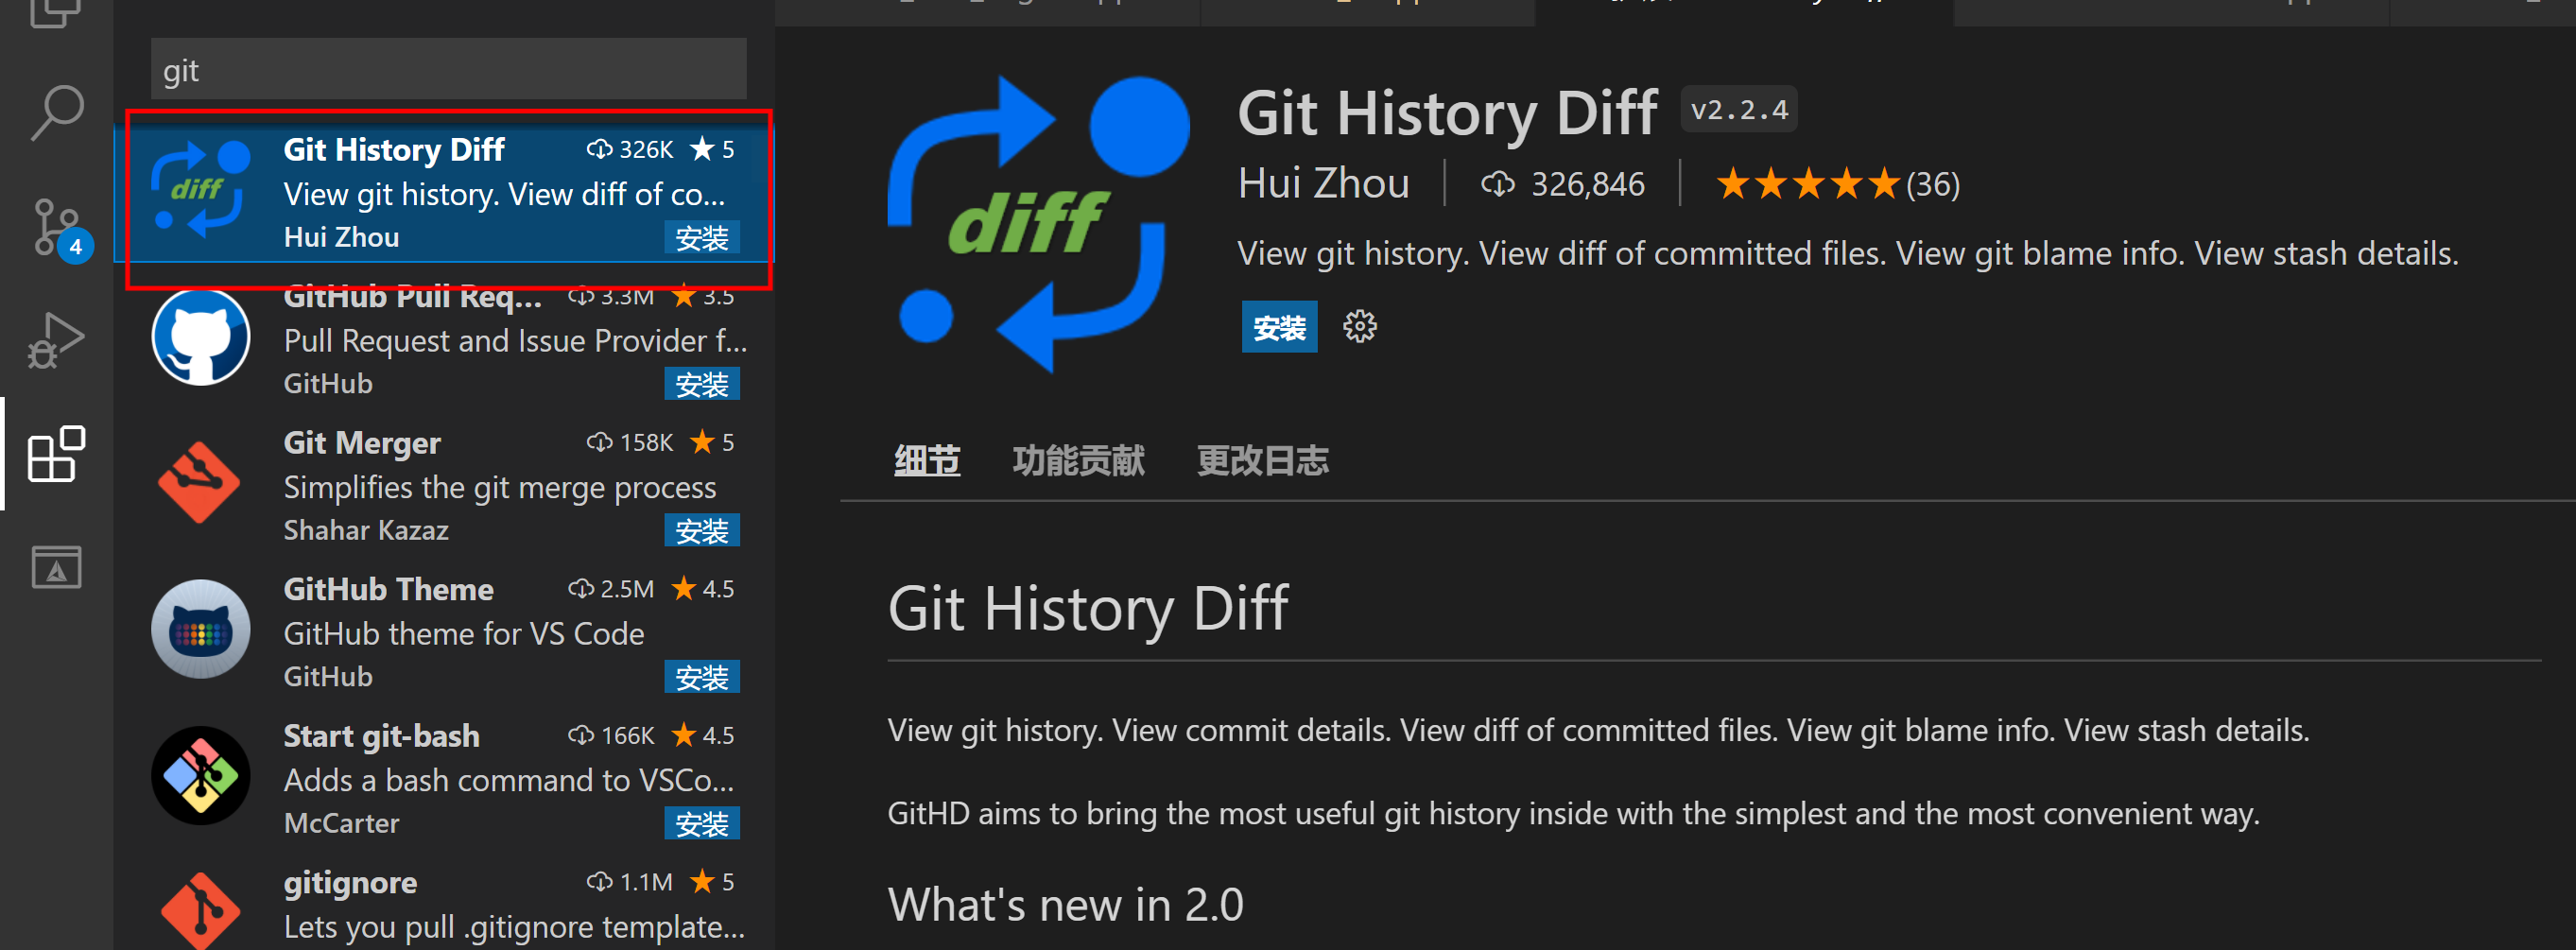 git
Git History Diff 326K ★ 5
View git history. View diff of co...
Hui Zhou 安装
GitHub Pull Req... 3.3M ★ 3.5
Pull Request and Issue Provider f...
GitHub 安装
Git Merger 158K ★ 5
Simplifies the git merge process
Shahar Kazaz 安装
GitHub Theme 2.5M ★ 4.5
GitHub theme for VS Code
GitHub 安装
Start git-bash 166K ★ 4.5
Adds a bash command to VSCo...
McCarter 安装
gitignore 1.1M ★ 5
Lets you pull .gitignore template...
4
diff
diff
Git History Diff v2.2.4
Hui Zhou | 326,846 | ★★★★★(36)
View git history. View diff of committed files. View git blame info. View stash details.
安装
细节 功能贡献 更改日志
Git History Diff
View git history. View commit details. View diff of committed files. View git blame info. View stash details.
GitHD aims to bring the most useful git history inside with the simplest and the most convenient way.
What's new in 2.0